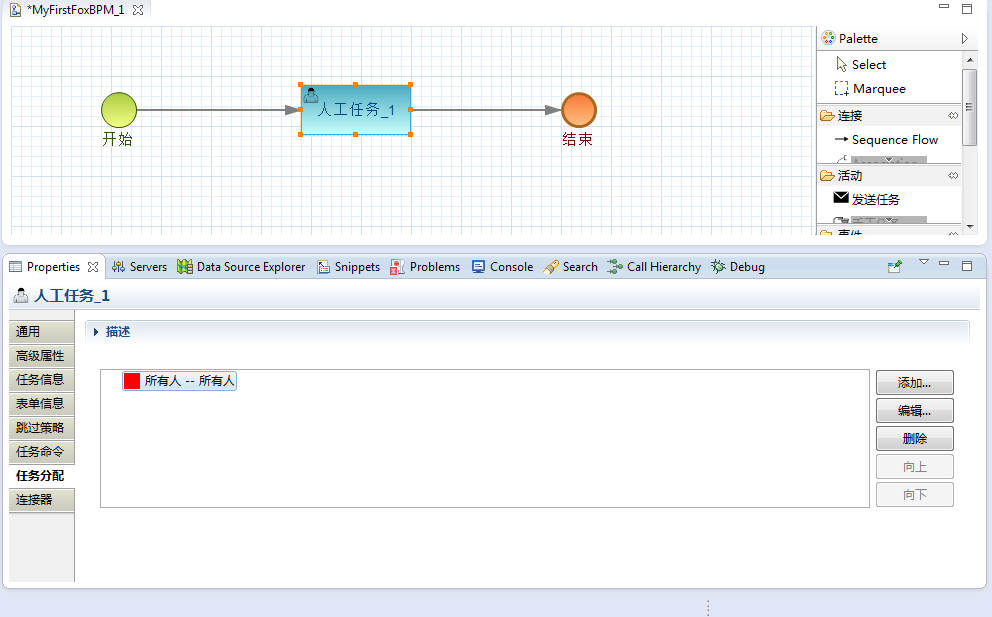 *MyFirstFoxBPM_1
Palette
Select
Marquee
连接
Sequence Flow
活动
发送任务
事件
人工任务_1
开始
结束
Properties
Servers
Data Source Explorer
Snippets
Problems
Console
Search
Call Hierarchy
Debug
人工任务_1
通用
高级属性
任务信息
表单信息
跳过策略
任务命令
任务分配
连接器
描述
所有人 -- 所有人
添加...
编辑...
删除
向上
向下